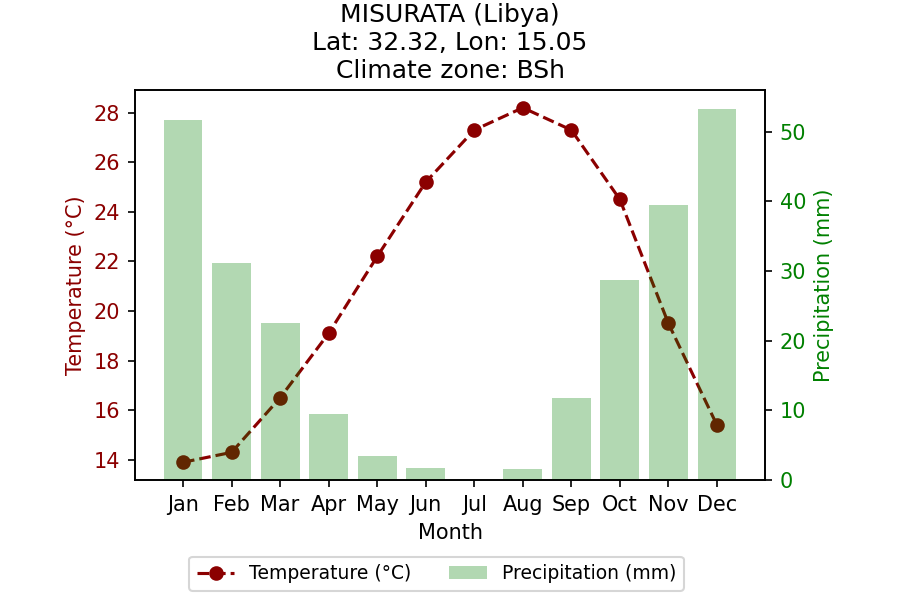 MISURATA (Libya)
Lat: 32.32, Lon: 15.05
Climate zone: BSh
Temperature (°C)
28
26
24
22
20
18
16
14
50
40
30
20
10
0
Precipitation (mm)
Jan Feb Mar Apr May Jun Jul Aug Sep Oct Nov Dec
Month
Temperature (°C) Precipitation (mm)